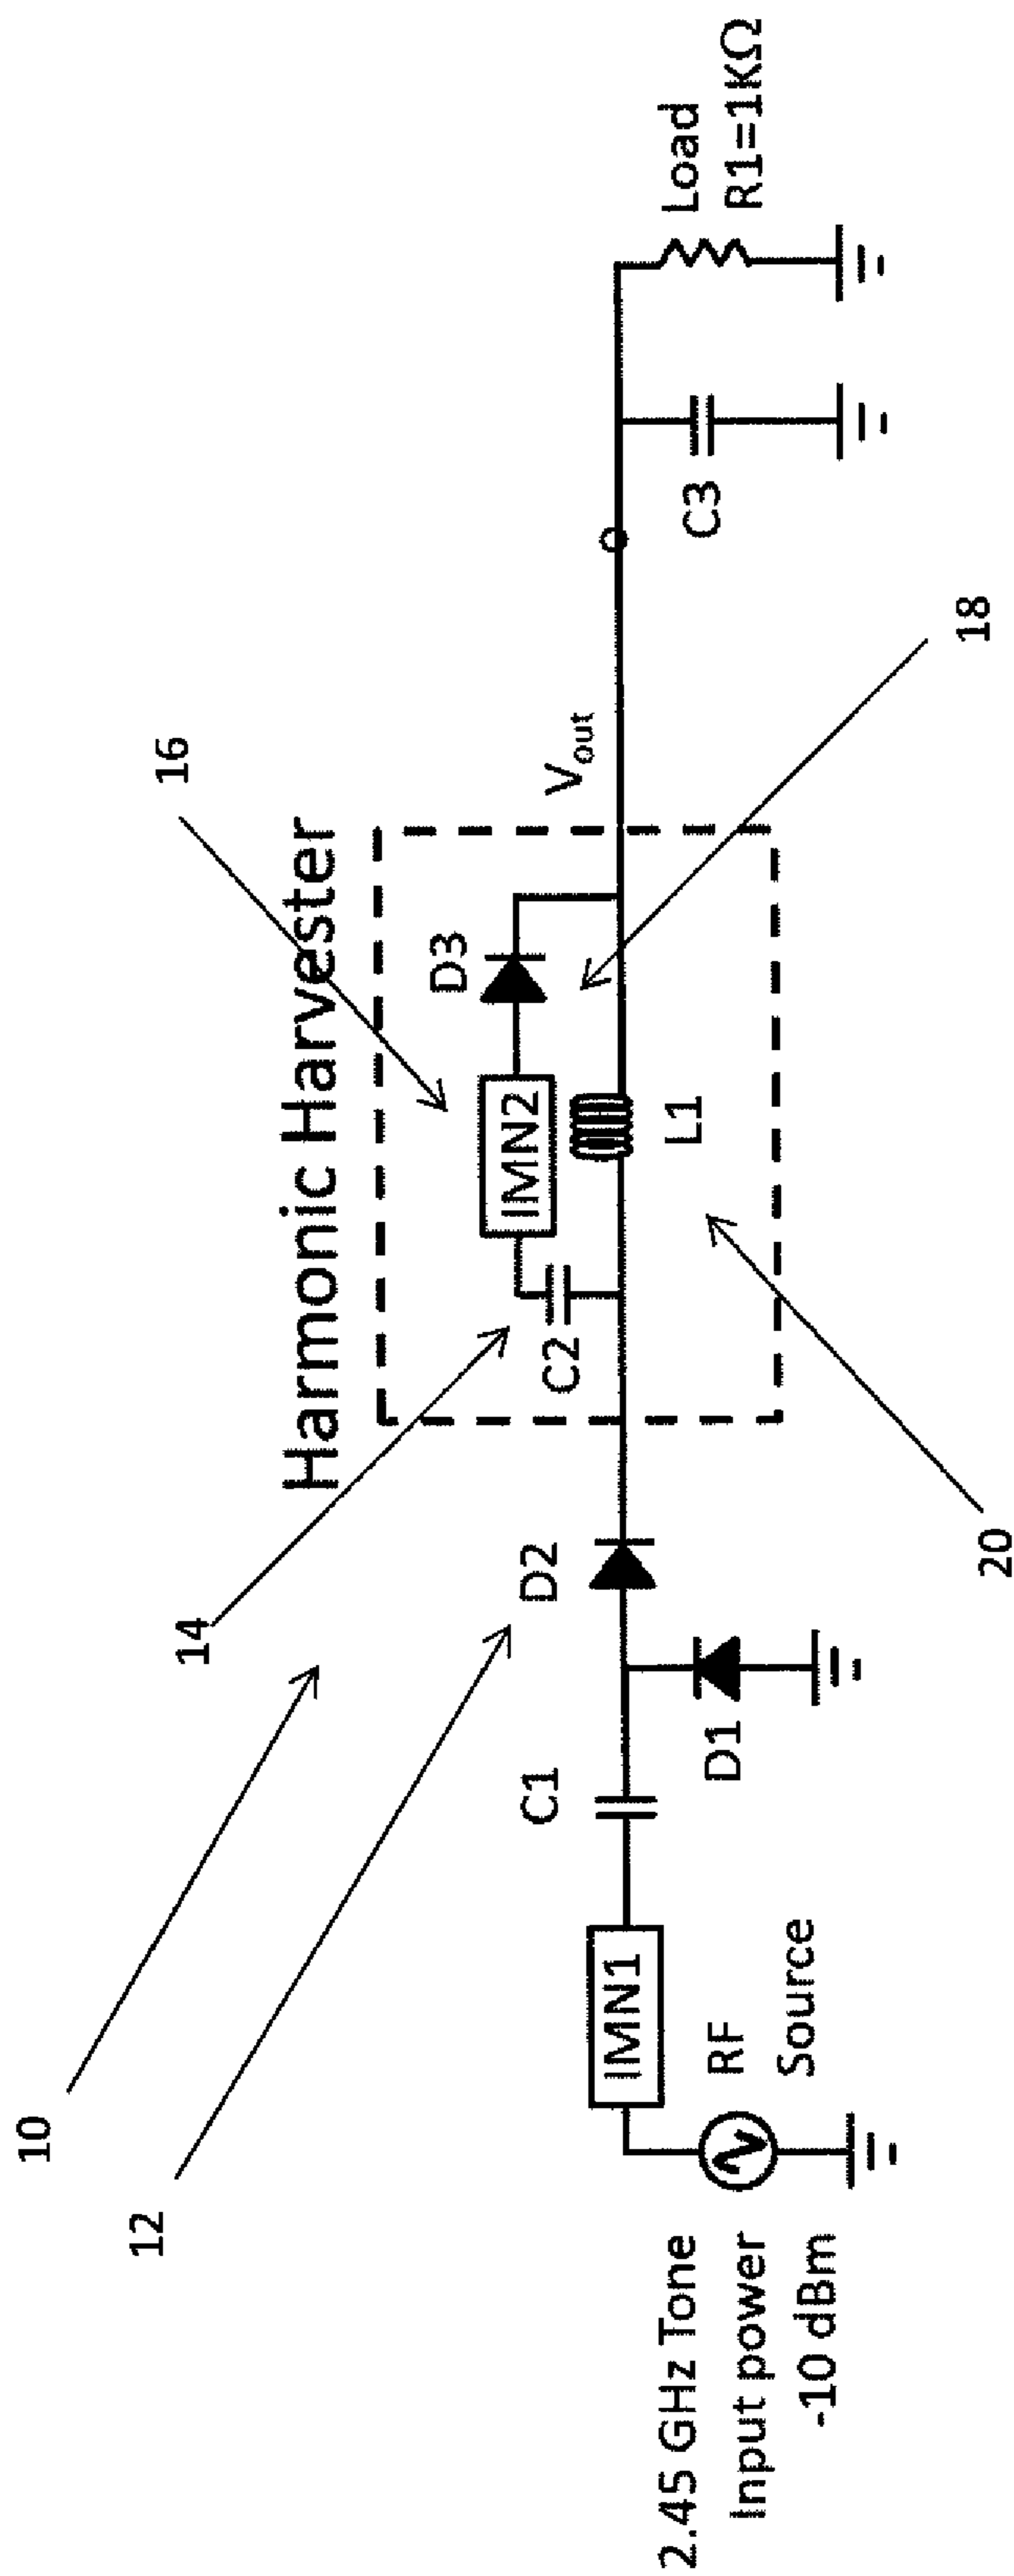 10
12
14
16
Harmonic Harvester
2.45 GHz Tone
Input power
-10 dBm
RF
Source
IMN1
C1
D1
D2
C2
IMN2
D3
L1
V_out
18
20
C3
Load
R1=1KΩ